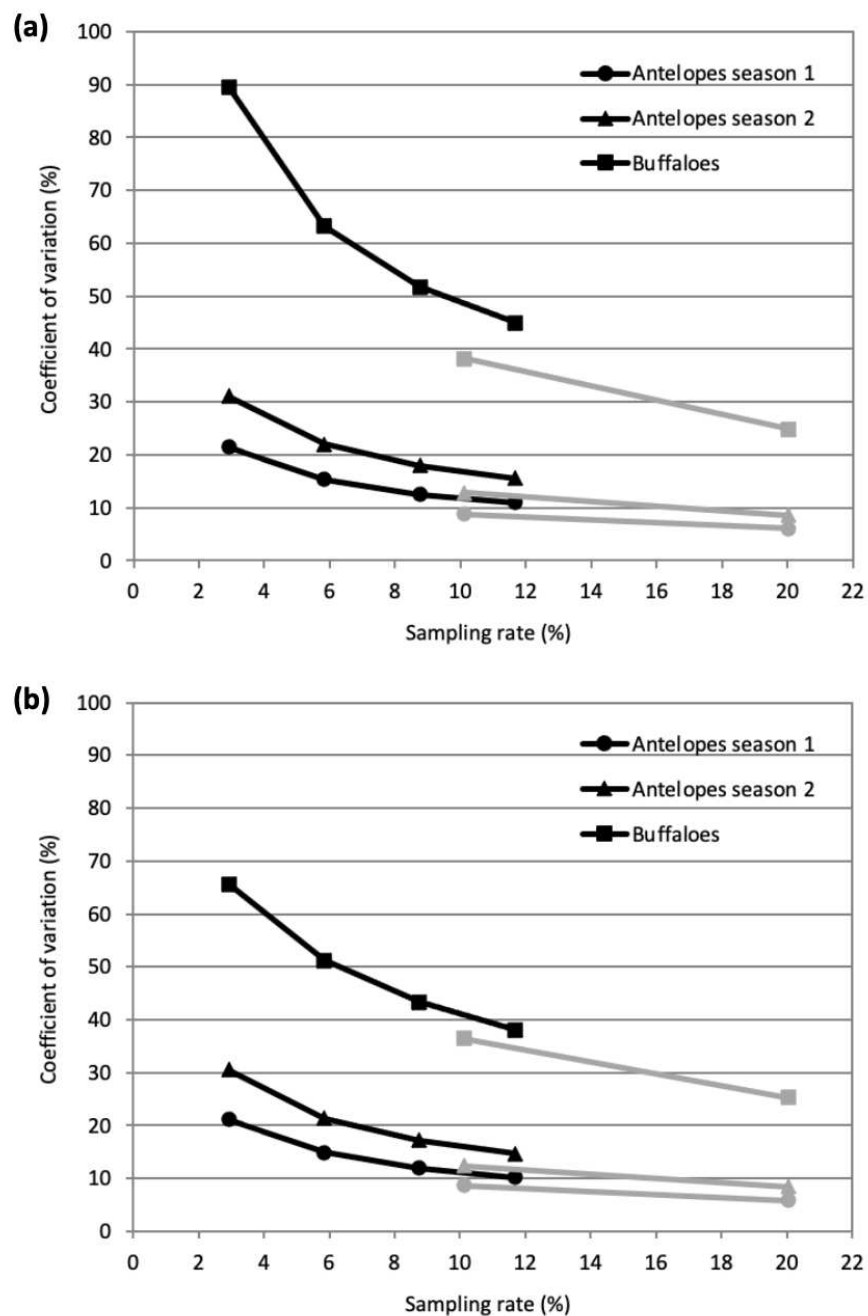 (a)
100
90
80
70
60
50
40
30
20
10
0
Coefficient of variation (%)
Antelopes season 1
Antelopes season 2
Buffaloes
0 2 4 6 8 10 12 14 16 18 20 22
Sampling rate (%)
(b)
100
90
80
70
60
50
40
30
20
10
0
Coefficient of variation (%)
Antelopes season 1
Antelopes season 2
Buffaloes
0 2 4 6 8 10 12 14 16 18 20 22
Sampling rate (%)